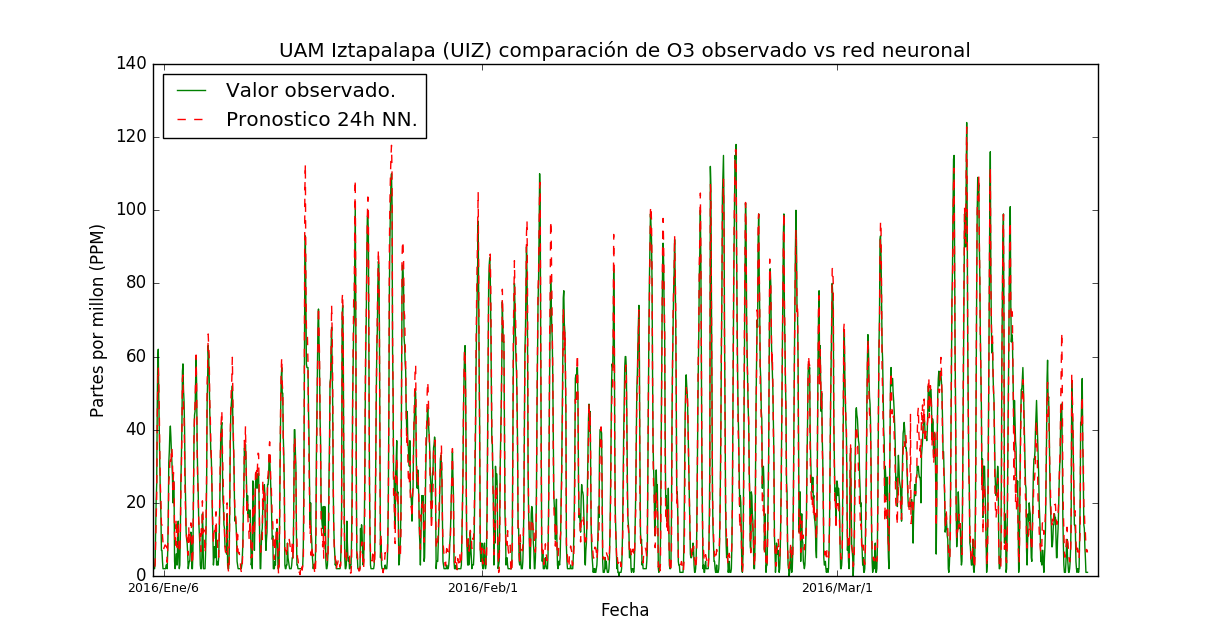 UAM Iztapalapa (UIZ) comparación de O3 observado vs red neuronal
Valor observado.
Pronostico 24h NN.
Partes por millon (PPM)
140
120
100
80
60
40
20
0
2016/Ene/6
2016/Feb/1
2016/Mar/1
Fecha